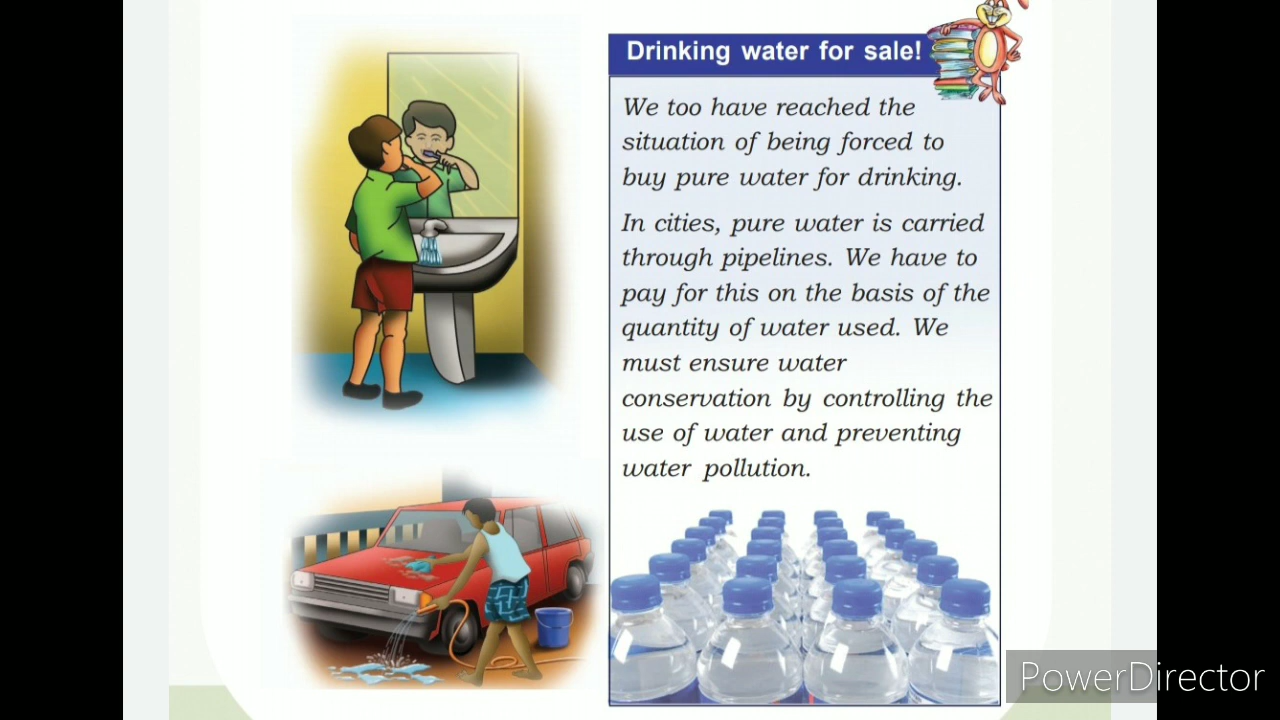 Drinking water for sale!
We too have reached the
situation of being forced to
buy pure water for drinking.
In cities, pure water is carried
through pipelines. We have to
pay for this on the basis of the
quantity of water used. We
must ensure water
conservation by controlling the
use of water and preventing
water pollution.
PowerDirector